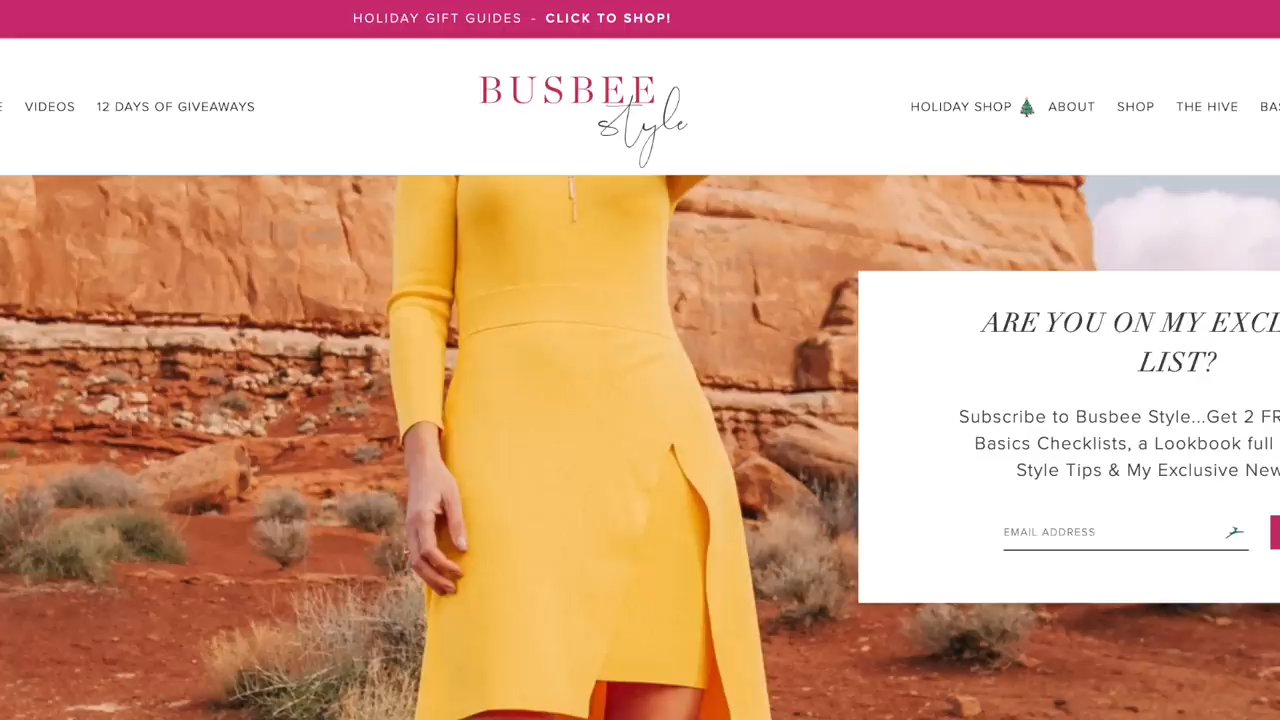 HOLIDAY GIFT GUIDES - CLICK TO SHOP!
VIDEOS 12 DAYS OF GIVEAWAYS
BUSBEE
style
HOLIDAY SHOP ABOUT SHOP THE HIVE
ARE YOU ON MY
LIST?
Subscribe to Busbee Style...Get 2
Basics Checklists, a Lookbook full
Style Tips & My Exclusive
EMAIL ADDRESS